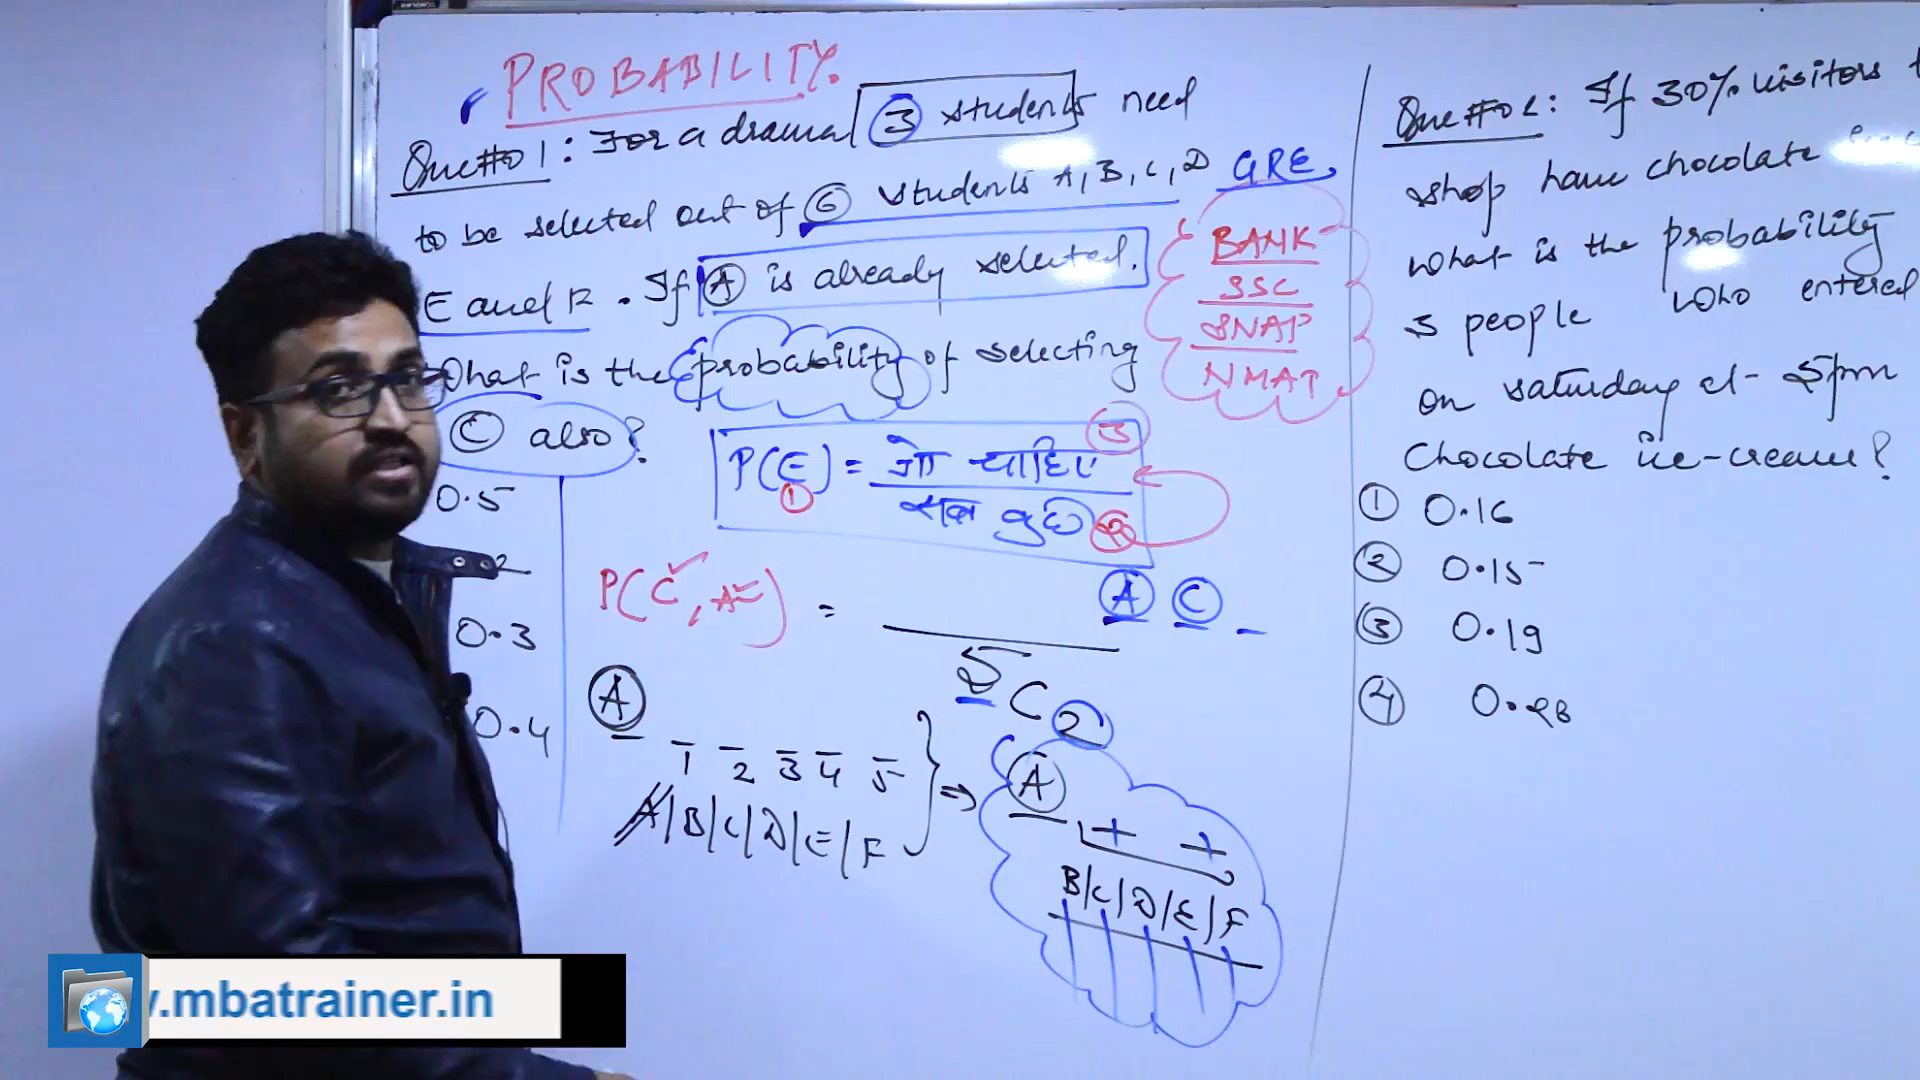 PROBABILITY.
Que#01: For a drama 3 students need
to be selected out of 6 students A, B, C, D
E and F. If A is already selected.
What is the probability of selecting
C also?
0.5
2
0.3
0.4
GRE,
BANK
SSC
SNAP
NMAT
P(E) = जो चाहिए 3
1 सब कुछ 2
P(C, A) =
5C2
A C _
A
1 2 3 4 5
A|B|C|D|E|F
⇒
A
B|C|D|E|F
Que#02: If 30% visitors
shop have chocolate
What is the probability
3 people who entered
on saturday at 5pm
Chocolate ice-cream?
1 0.16
2 0.15
3 0.19
4 0.28
.mbatrainer.in